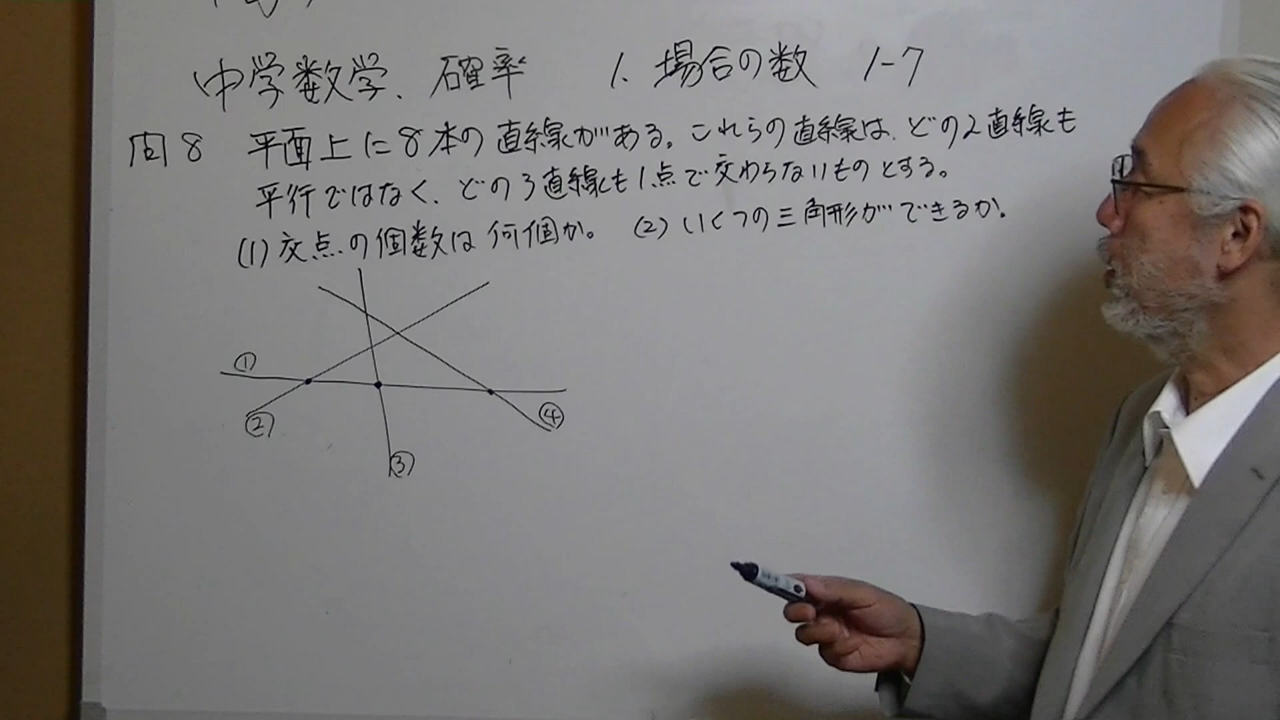 中学数学、確率 1. 場合の数 1-7
問8 平面上に8本の直線がある。これらの直線は、どの2直線も
平行ではなく、どの3直線も1点で交わらないものとする。
(1) 交点の個数は何個か。 (2) いくつの三角形ができるか。
①
②
④
③